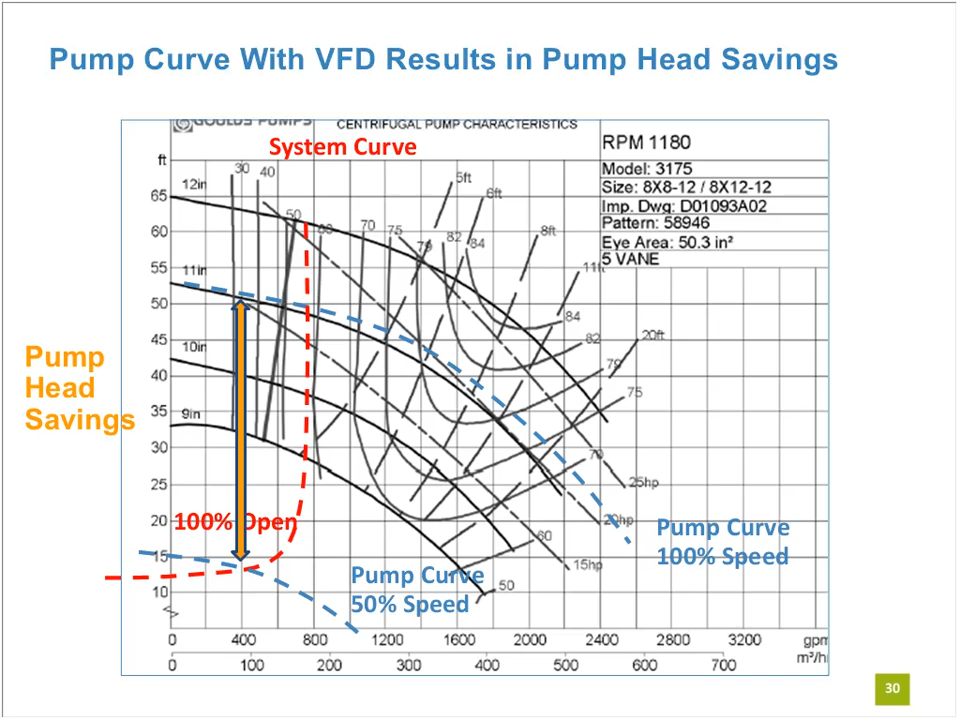 Pump Curve With VFD Results in Pump Head Savings
GOULDS PUMPS
CENTRIFUGAL PUMP CHARACTERISTICS
RPM 1180
Model: 3175
Size: 8X8-12 / 8X12-12
Imp. Dwg: D01093A02
Pattern: 58946
Eye Area: 50.3 in²
5 VANE
System Curve
ft
65
60
55
50
45
40
35
30
25
20
15
10
12in
11in
10in
9in
30
40
50
60
70
75
79
82
84
5ft
6ft
8ft
11ft
84
82
20ft
79
75
70
25hp
20hp
60
15hp
50
Pump
Head
Savings
100% Open
Pump Curve
100% Speed
Pump Curve
50% Speed
0 400 800 1200 1600 2000 2400 2800 3200 gpm
0 100 200 300 400 500 600 700 m³/hr
30